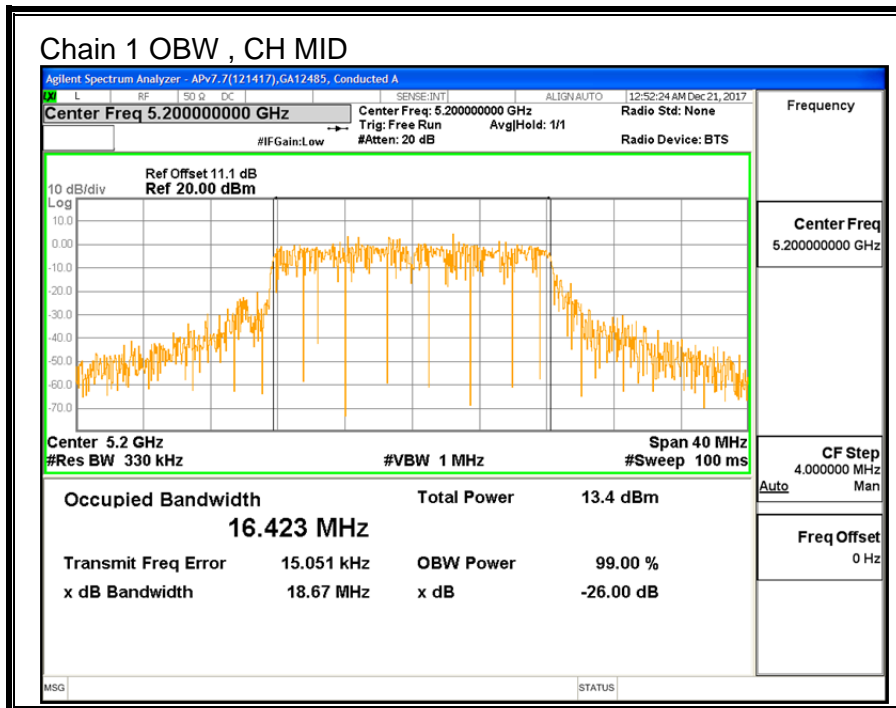 Chain 1 OBW , CH MID
Agilent Spectrum Analyzer - APv7.7(121417),GA12485, Conducted A
LXI L RF 50 Ω DC SENSE:INT ALIGN AUTO 12:52:24 AM Dec 21, 2017
Center Freq 5.200000000 GHz
Center Freq: 5.200000000 GHz
Radio Std: None
Trig: Free Run
Avg|Hold: 1/1
#IFGain:Low
#Atten: 20 dB
Radio Device: BTS
Ref Offset 11.1 dB
10 dB/div
Ref 20.00 dBm
Log
10.0
0.00
-10.0
-20.0
-30.0
-40.0
-50.0
-60.0
-70.0
Center 5.2 GHz
Span 40 MHz
#Res BW 330 kHz
#VBW 1 MHz
#Sweep 100 ms
Occupied Bandwidth
16.423 MHz
Total Power 13.4 dBm
Transmit Freq Error 15.051 kHz
OBW Power 99.00 %
x dB Bandwidth 18.67 MHz
x dB -26.00 dB
Frequency
Center Freq
5.200000000 GHz
CF Step
4.000000 MHz
Auto Man
Freq Offset
0 Hz
MSG
STATUS